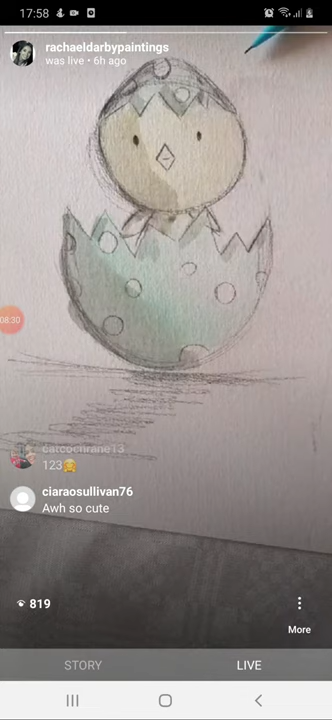 17:58
rachaeldarbypaintings
was live • 6h ago
08:30
catcochrane13
123🤗
ciaraosullivan76
Awh so cute
819
More
STORY
LIVE